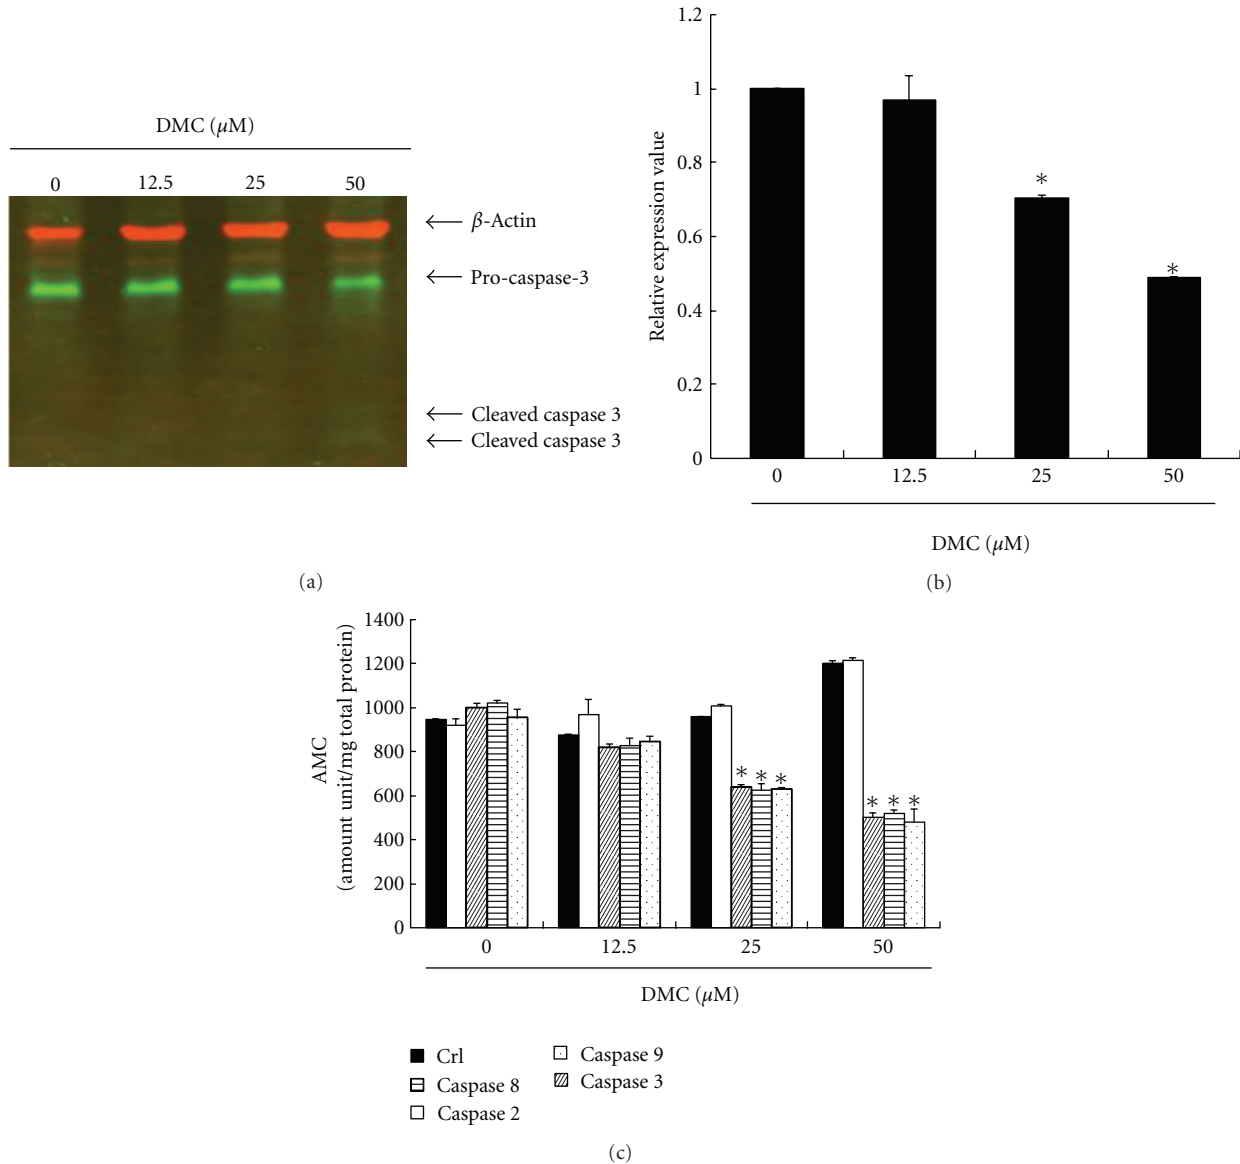 DMC (μM)
0 12.5 25 50
← β-Actin
← Pro-caspase-3
← Cleaved caspase 3
← Cleaved caspase 3
(a)
Relative expression value
1.2
1
0.8
0.6
0.4
0.2
0
*
*
0 12.5 25 50
DMC (μM)
(b)
AMC
(amount unit/mg total protein)
1400
1200
1000
800
600
400
200
0
* * *
* * *
0 12.5 25 50
DMC (μM)
Crl
Caspase 8
Caspase 2
Caspase 9
Caspase 3
(c)